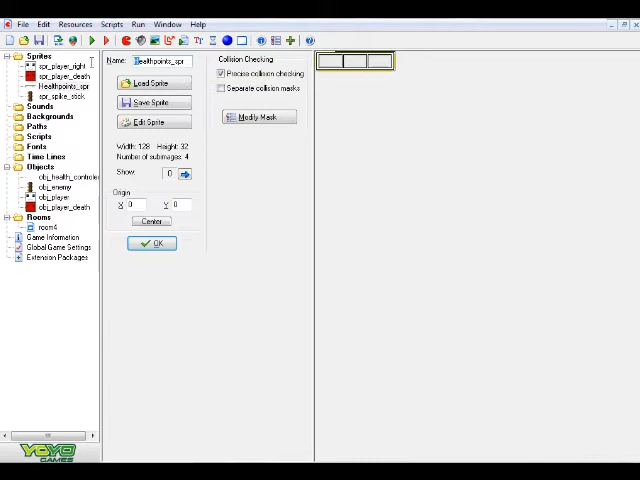 File Edit Resources Scripts Run Window Help
Sprites
spr_player_right
spr_player_death
Healthpoints_spr
spr_spike_stick
Sounds
Backgrounds
Paths
Scripts
Fonts
Time Lines
Objects
obj_health_controler
obj_enemy
obj_player
obj_player_death
Rooms
room4
Game Information
Global Game Settings
Extension Packages
YOYO
GAMES
Name: Healthpoints_spr
Load Sprite
Save Sprite
Edit Sprite
Width: 128 Height: 32
Number of subimages: 4
Show: 0
Origin
X 0 Y 0
Center
OK
Collision Checking
Precise collision checking
Separate collision masks
Modify Mask